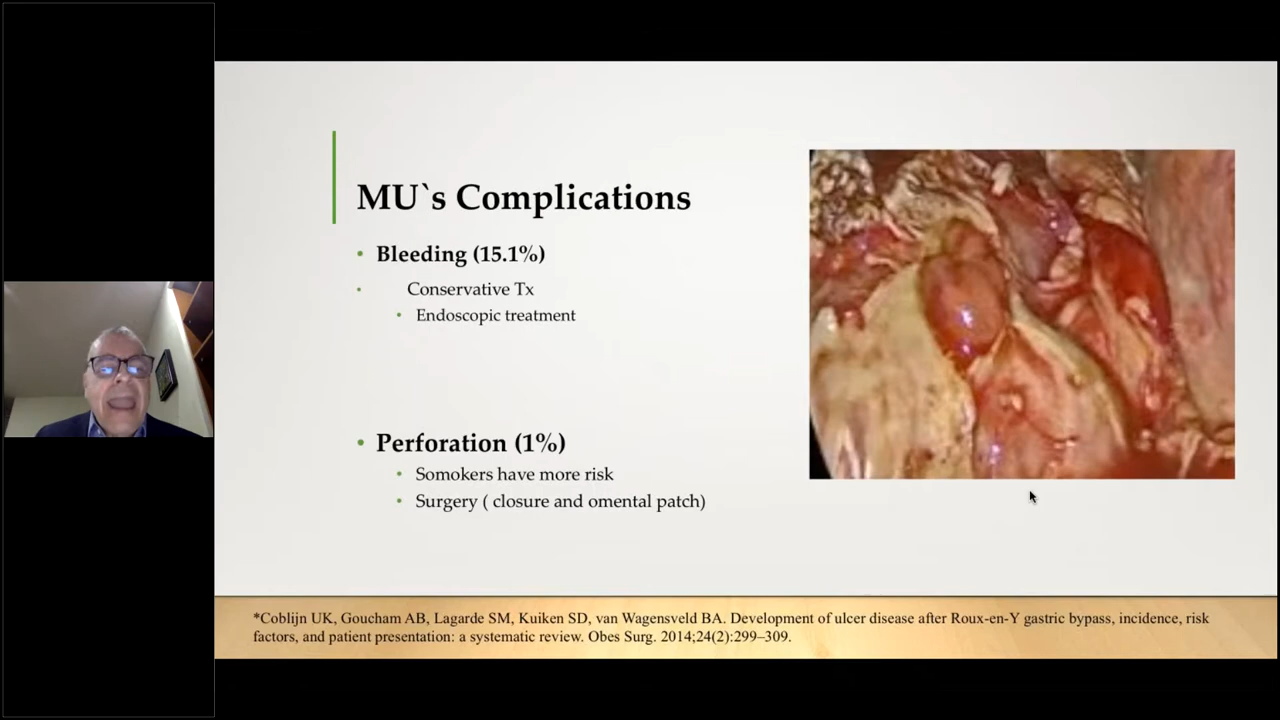 MU`s Complications
• Bleeding (15.1%)
• Conservative Tx
• Endoscopic treatment
• Perforation (1%)
• Somokers have more risk
• Surgery ( closure and omental patch)
*Coblijn UK, Goucham AB, Lagarde SM, Kuiken SD, van Wagensveld BA. Development of ulcer disease after Roux-en-Y gastric bypass, incidence, risk
factors, and patient presentation: a systematic review. Obes Surg. 2014;24(2):299–309.